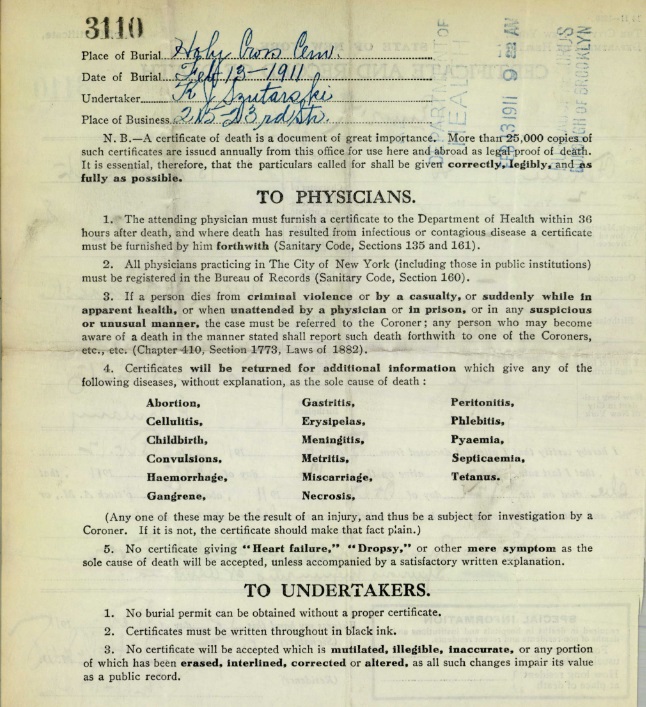 3110
Place of Burial Holy Cross Cem.
Date of Burial Feb 13-1911
Undertaker K J Szutarski
Place of Business 215-23rd St.
DEPARTMENT OF
HEALTH
1911 9 AM
BOROUGH OF BROOKLYN
N. B.—A certificate of death is a document of great importance. More than 25,000 copies of
such certificates are issued annually from this office for use here and abroad as legal proof of death.
It is essential, therefore, that the particulars called for shall be given correctly, legibly, and as
fully as possible.
TO PHYSICIANS.
1. The attending physician must furnish a certificate to the Department of Health within 36
hours after death, and where death has resulted from infectious or contagious disease a certificate
must be furnished by him forthwith (Sanitary Code, Sections 135 and 161).
2. All physicians practicing in The City of New York (including those in public institutions)
must be registered in the Bureau of Records (Sanitary Code, Section 160).
3. If a person dies from criminal violence or by a casualty, or suddenly while in
apparent health, or when unattended by a physician or in prison, or in any suspicious
or unusual manner, the case must be referred to the Coroner; any person who may become
aware of a death in the manner stated shall report such death forthwith to one of the Coroners,
etc., etc. (Chapter 410, Section 1773, Laws of 1882).
4. Certificates will be returned for additional information which give any of the
following diseases, without explanation, as the sole cause of death :
Abortion, Gastritis, Peritonitis,
Cellulitis, Erysipelas, Phlebitis,
Childbirth, Meningitis, Pyaemia,
Convulsions, Metritis, Septicaemia,
Haemorrhage, Miscarriage, Tetanus.
Gangrene, Necrosis,
(Any one of these may be the result of an injury, and thus be a subject for investigation by a
Coroner. If it is not, the certificate should make that fact plain.)
5. No certificate giving "Heart failure," "Dropsy," or other mere symptom as the
sole cause of death will be accepted, unless accompanied by a satisfactory written explanation.
TO UNDERTAKERS.
1. No burial permit can be obtained without a proper certificate.
2. Certificates must be written throughout in black ink.
3. No certificate will be accepted which is mutilated, illegible, inaccurate, or any portion
of which has been erased, interlined, corrected or altered, as all such changes impair its value
as a public record.